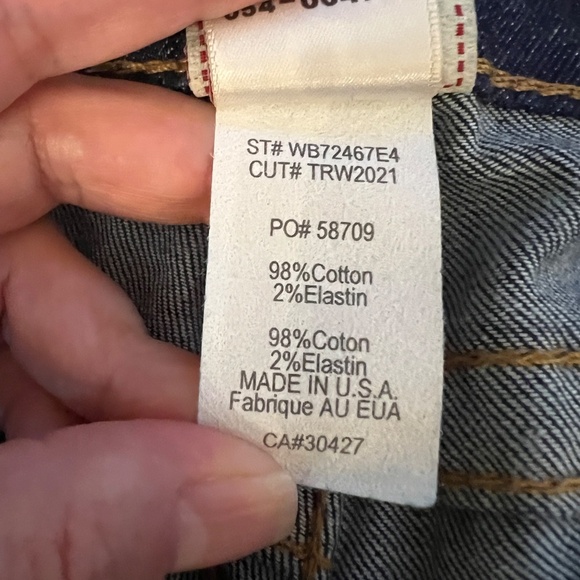 ST# WB72467E4
CUT# TRW2021
PO# 58709
98%Cotton
2%Elastin
98%Coton
2%Elastin
MADE IN U.S.A.
Fabrique AU EUA
CA#30427